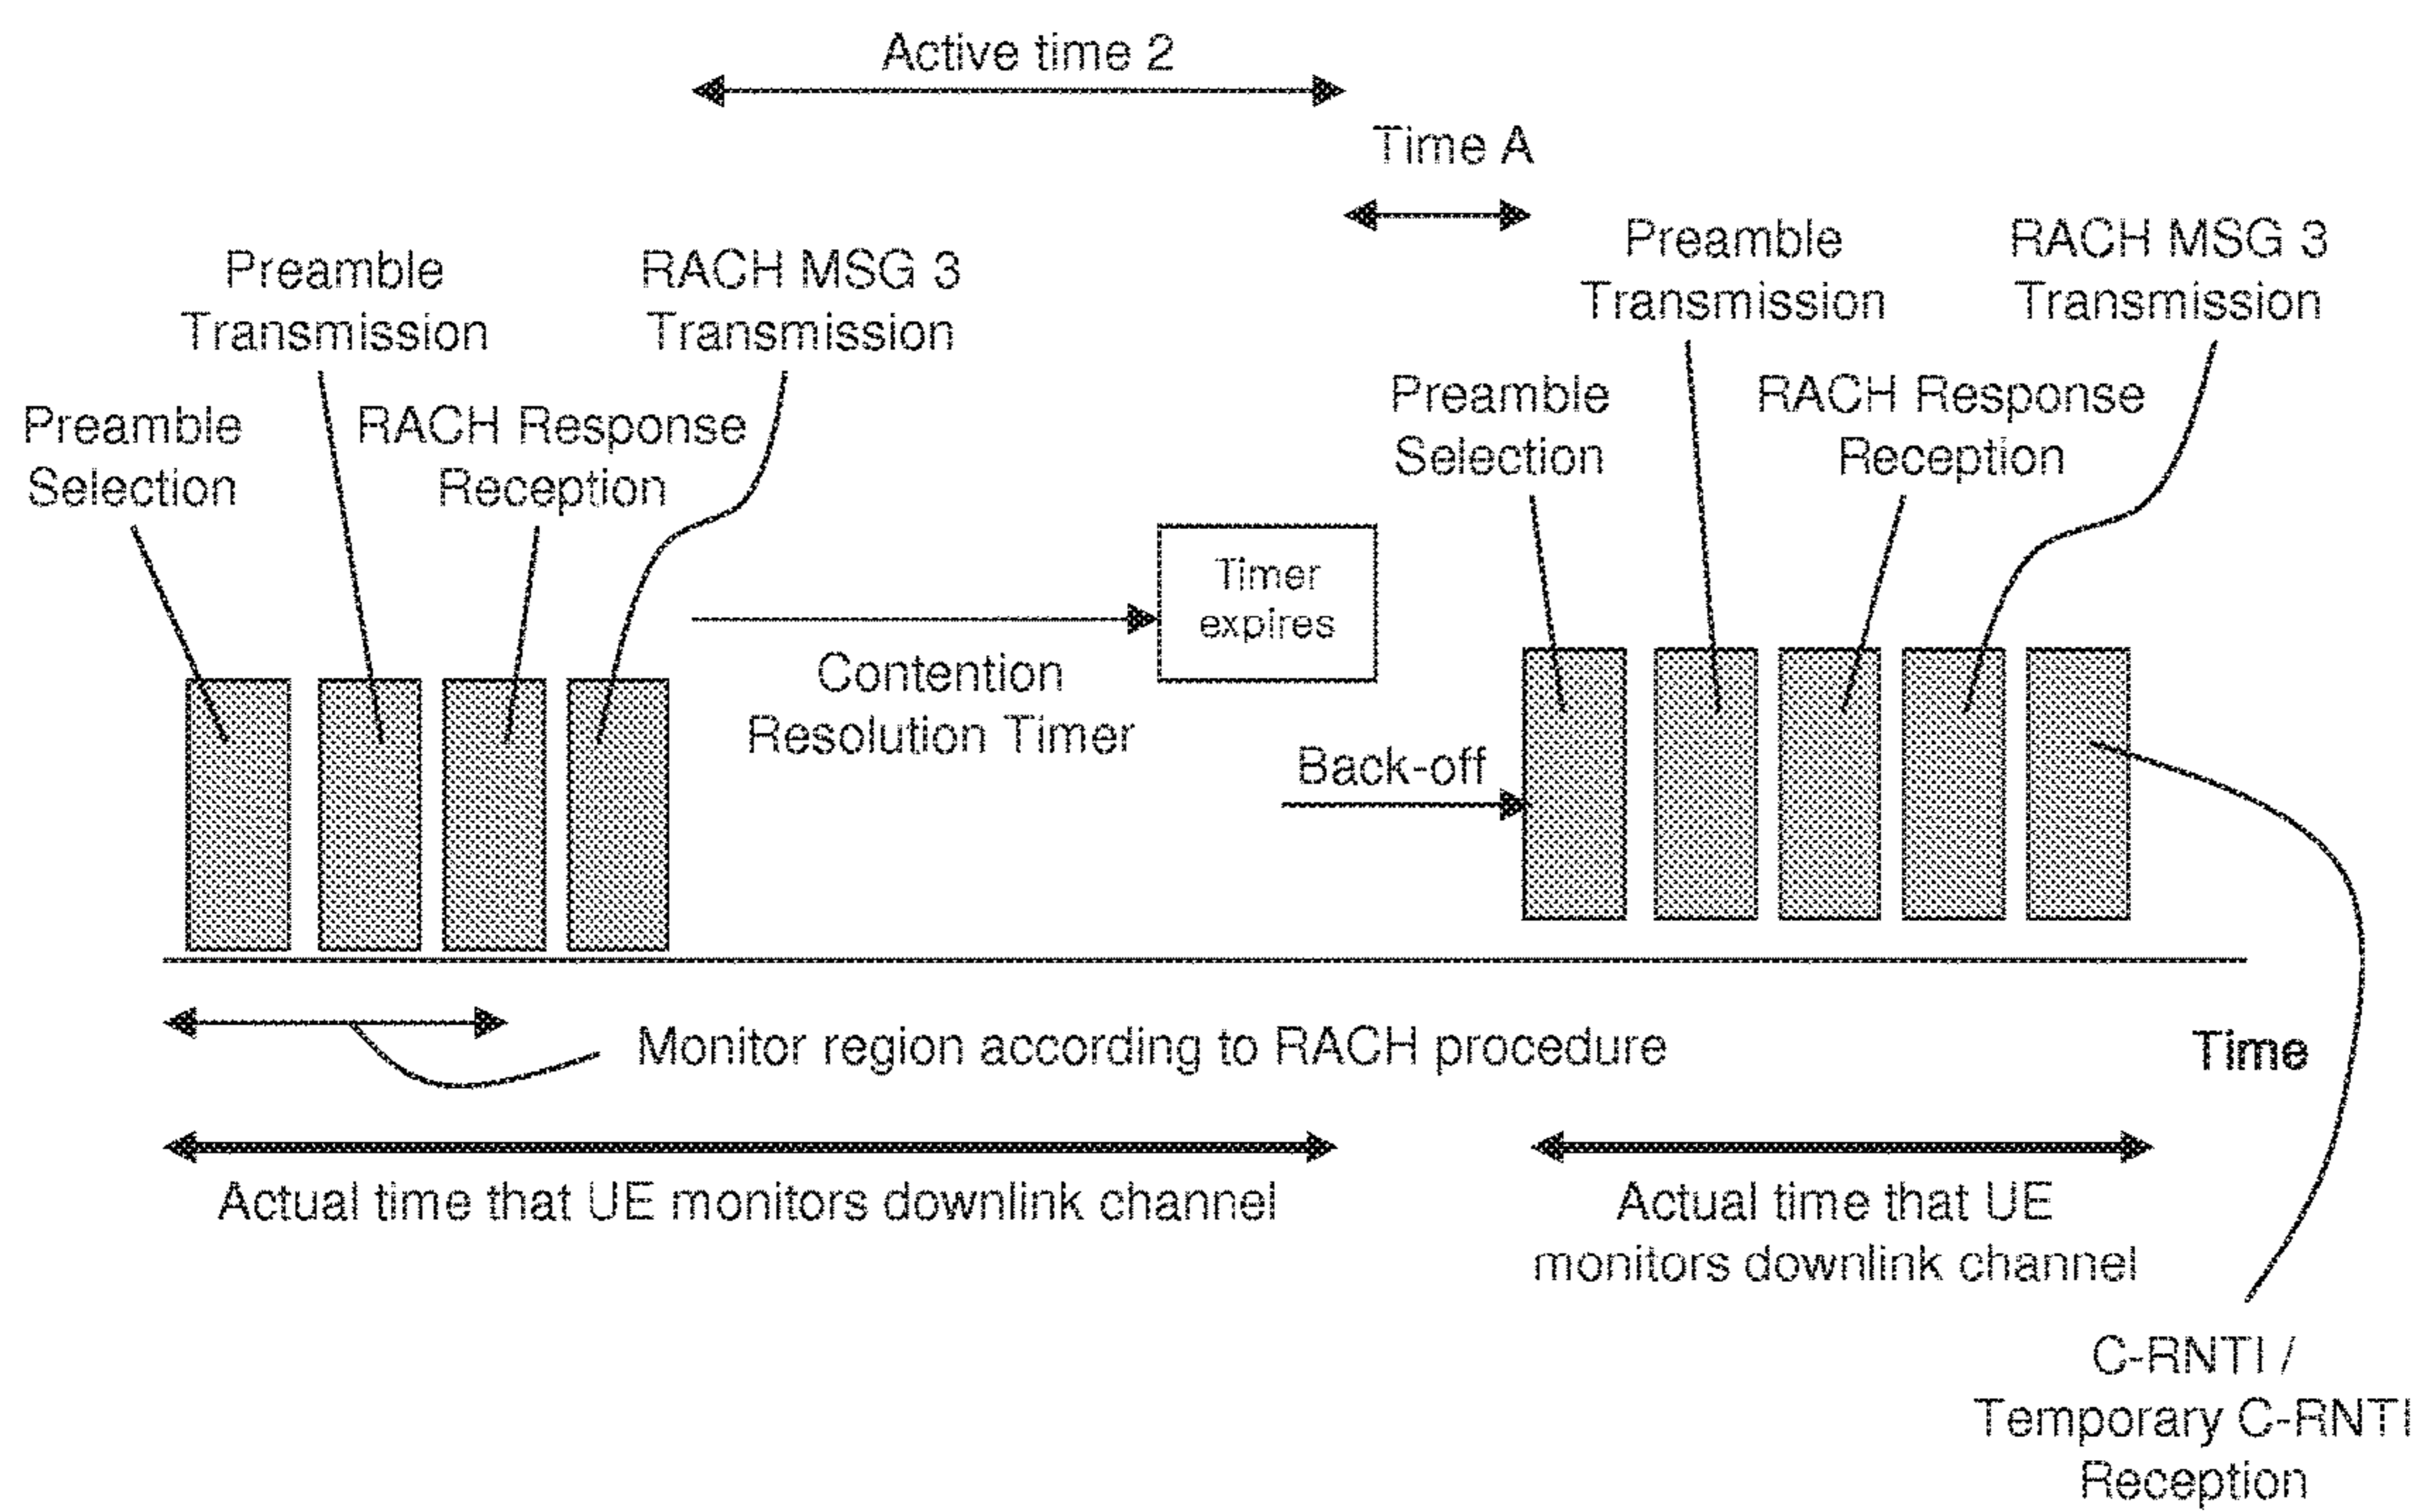 Active time 2
Time A
Preamble
Transmission
RACH MSG 3
Transmission
Preamble
Selection
RACH Response
Reception
Preamble
Transmission
RACH MSG 3
Transmission
Preamble
Selection
RACH Response
Reception
Timer
expires
Contention
Resolution Timer
Back-off
Monitor region according to RACH procedure
Time
Actual time that UE monitors downlink channel
Actual time that UE
monitors downlink channel
C-RNTI /
Temporary C-RNTI
Reception